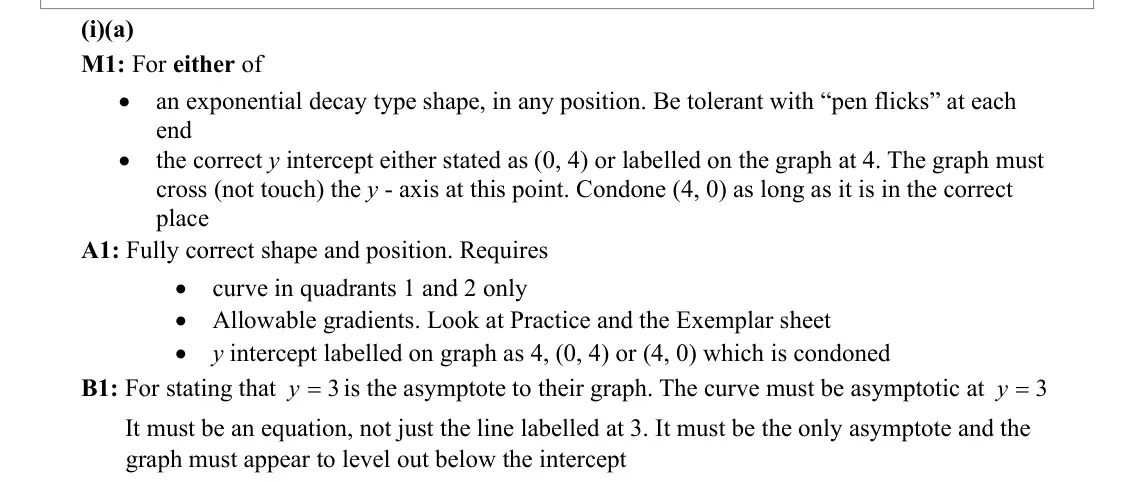 (i)(a)
M1: For either of
• an exponential decay type shape, in any position. Be tolerant with “pen flicks” at each
end
• the correct y intercept either stated as (0, 4) or labelled on the graph at 4. The graph must
cross (not touch) the y - axis at this point. Condone (4, 0) as long as it is in the correct
place
A1: Fully correct shape and position. Requires
• curve in quadrants 1 and 2 only
• Allowable gradients. Look at Practice and the Exemplar sheet
• y intercept labelled on graph as 4, (0, 4) or (4, 0) which is condoned
B1: For stating that y = 3 is the asymptote to their graph. The curve must be asymptotic at y = 3
It must be an equation, not just the line labelled at 3. It must be the only asymptote and the
graph must appear to level out below the intercept